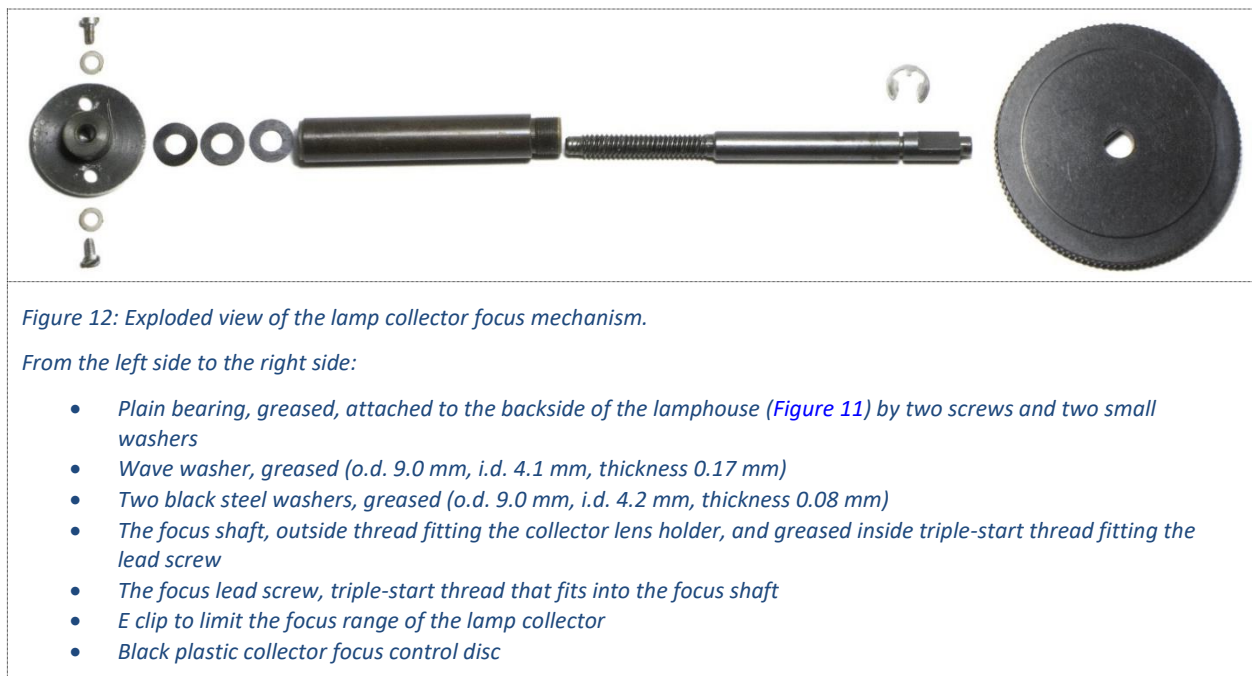 Figure 12: Exploded view of the lamp collector focus mechanism.
From the left side to the right side:
• Plain bearing, greased, attached to the backside of the lamphouse (Figure 11) by two screws and two small
washers
• Wave washer, greased (o.d. 9.0 mm, i.d. 4.1 mm, thickness 0.17 mm)
• Two black steel washers, greased (o.d. 9.0 mm, i.d. 4.2 mm, thickness 0.08 mm)
• The focus shaft, outside thread fitting the collector lens holder, and greased inside triple-start thread fitting the
lead screw
• The focus lead screw, triple-start thread that fits into the focus shaft
• E clip to limit the focus range of the lamp collector
• Black plastic collector focus control disc